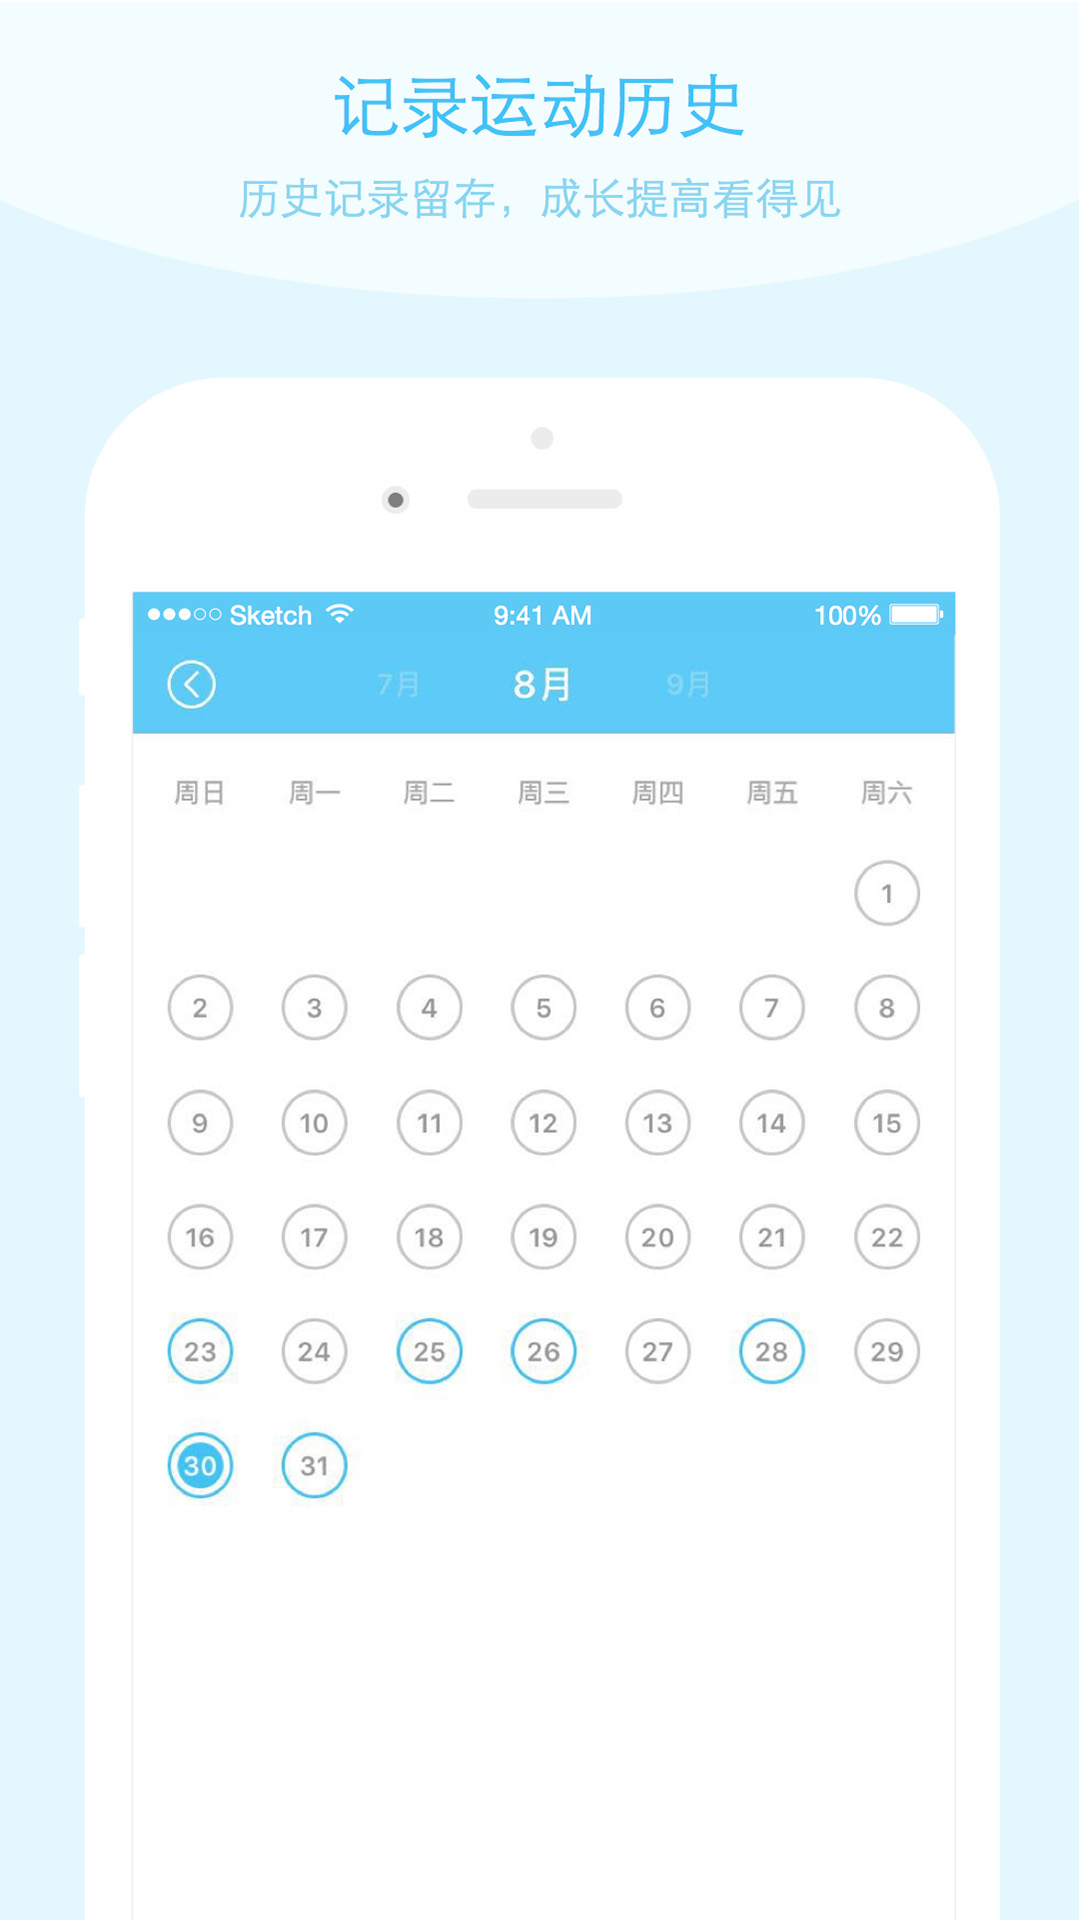 记录运动历史
历史记录留存，成长提高看得见
Sketch 9:41 AM 100%
7月 8月 9月
周日 周一 周二 周三 周四 周五 周六
1
2 3 4 5 6 7 8
9 10 11 12 13 14 15
16 17 18 19 20 21 22
23 24 25 26 27 28 29
30 31